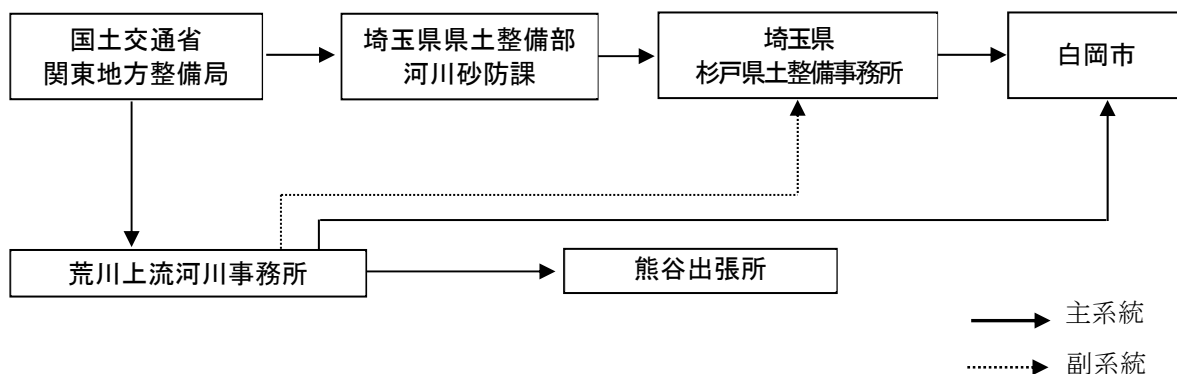 国土交通省
関東地方整備局
埼玉県県土整備部
河川砂防課
埼玉県
杉戸県土整備事務所
白岡市
荒川上流河川事務所
熊谷出張所
主系統
副系統